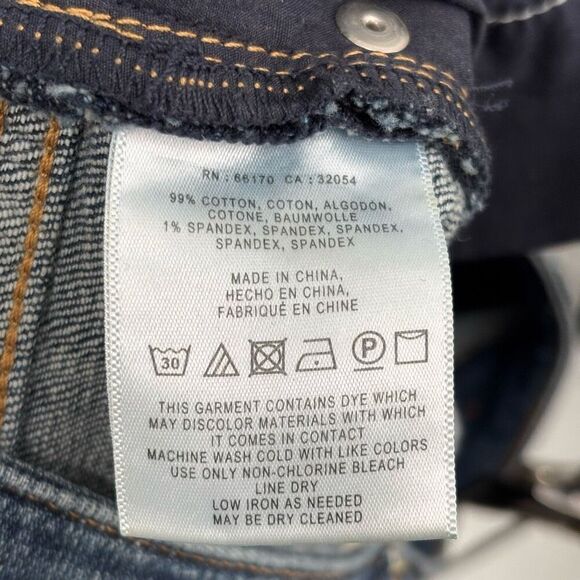 RN : 66170 CA : 32054
99% COTTON, COTON, ALGODÓN,
COTONE, BAUMWOLLE
1% SPANDEX, SPANDEX, SPANDEX,
SPANDEX, SPANDEX
MADE IN CHINA,
HECHO EN CHINA,
FABRIQUÉ EN CHINE
30 P
THIS GARMENT CONTAINS DYE WHICH
MAY DISCOLOR MATERIALS WITH WHICH
IT COMES IN CONTACT
MACHINE WASH COLD WITH LIKE COLORS
USE ONLY NON-CHLORINE BLEACH
LINE DRY
LOW IRON AS NEEDED
MAY BE DRY CLEANED